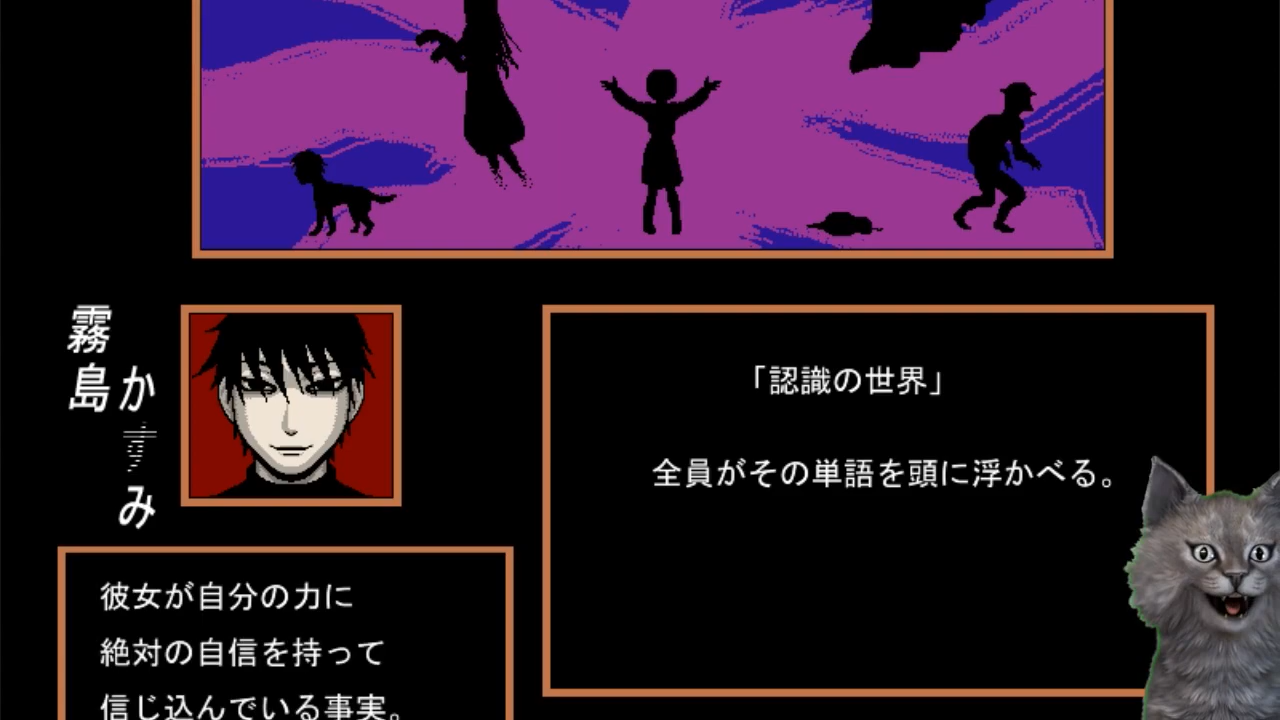 霧島
かすみ
「認識の世界」
全員がその単語を頭に浮かべる。
彼女が自分の力に
絶対の自信を持って
信じ込んでいる事実。